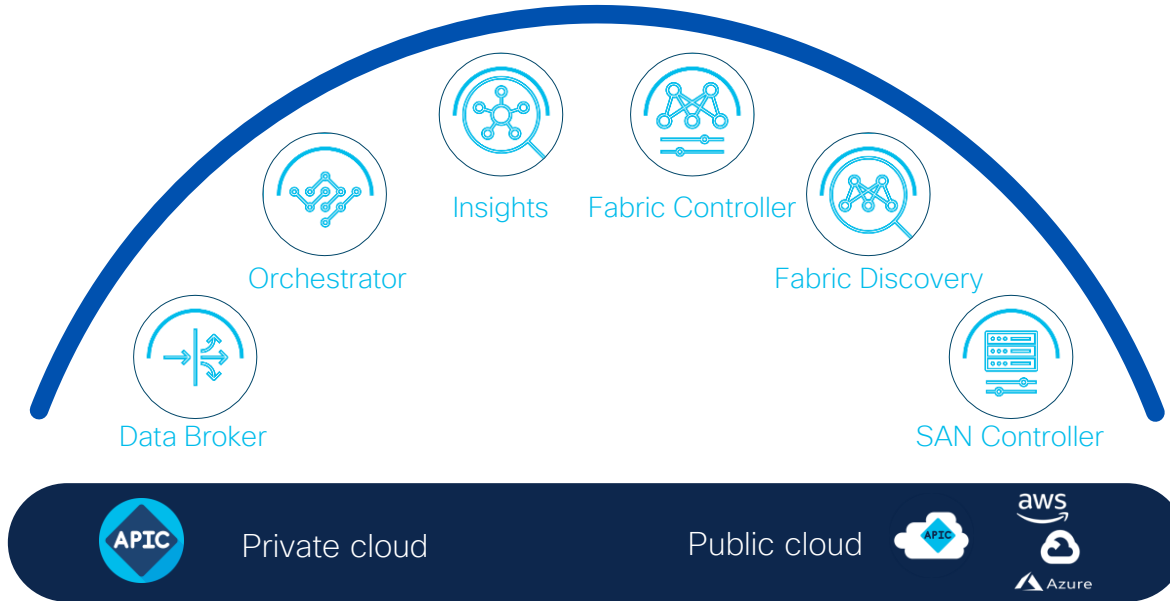 Insights
Fabric Controller
Orchestrator
Fabric Discovery
Data Broker
SAN Controller
APIC
Private cloud
Public cloud
APIC
aws
Azure